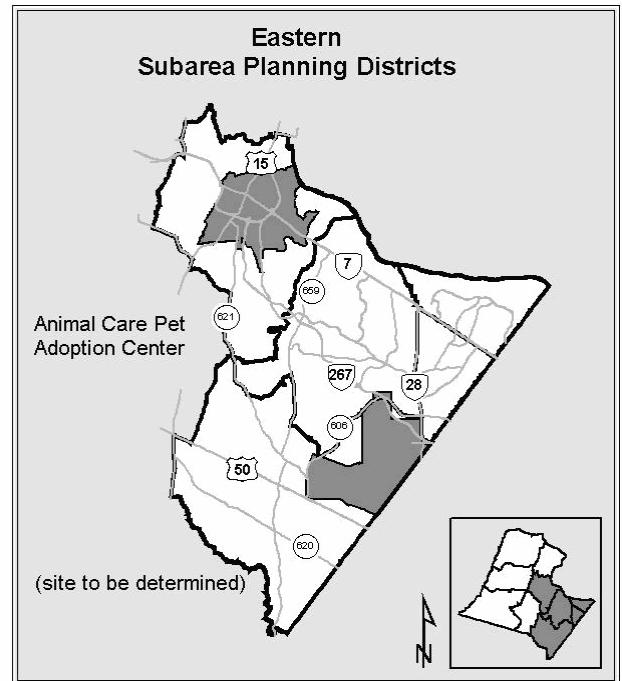 Eastern
Subarea Planning Districts
15
7
659
621
Animal Care Pet
Adoption Center
267
28
606
50
620
(site to be determined)
N